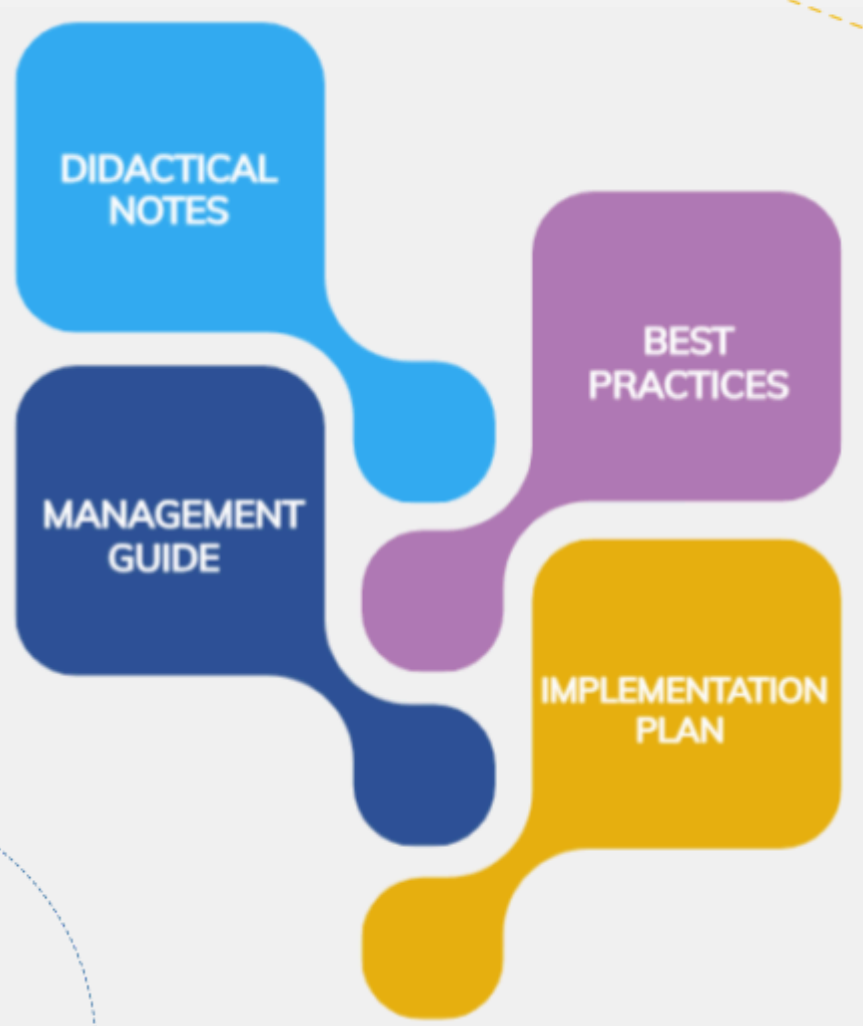 DIDACTICAL
NOTES
BEST
PRACTICES
MANAGEMENT
GUIDE
IMPLEMENTATION
PLAN